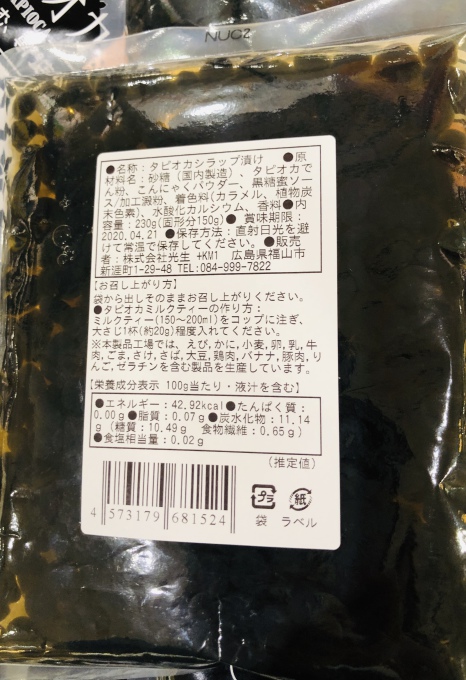 TAPIOCA
オカ
NUC2
●名称：タピオカシラップ漬け　●原
材料名：砂糖（国内製造）、タピオカでん
ん粉、こんにゃくパウダー、黒糖蜜ソー
ス/加工澱粉、着色料(カラメル、植物炭
末色素)、水酸化カルシウム、香料●内
容量：230g(固形分150g)●　賞味期限：
2020.04.21 ●保存方法：直射日光を避
けて常温で保存してください。●販売
者：株式会社光生 +KM1　広島県福山市
新涯町1-29-48 TEL:084-999-7822
【お召し上がり方】
袋から出しそのままお召し上がりください。
●タピオカミルクティーの作り方：
ミルクティー(150～200ml)をコップに注ぎ、
大さじ1杯(約20g)程度入れてください。
※本製品工場では、えび,かに,小麦,卵,乳,牛
肉,ごま,さけ,さば,大豆,鶏肉,バナナ,豚肉,り
んご,ゼラチンを含む製品を生産しています。
【栄養成分表示 100g当たり・液汁を含む】
●エネルギー：42.92kcal●たんぱく質：
0.00g●脂質：0.07g●炭水化物：11.14
g（糖質：10.49g　食物繊維：0.65g）
●食塩相当量：0.02g
（推定値）
4 573179 681524
プラ 紙
袋 ラベル